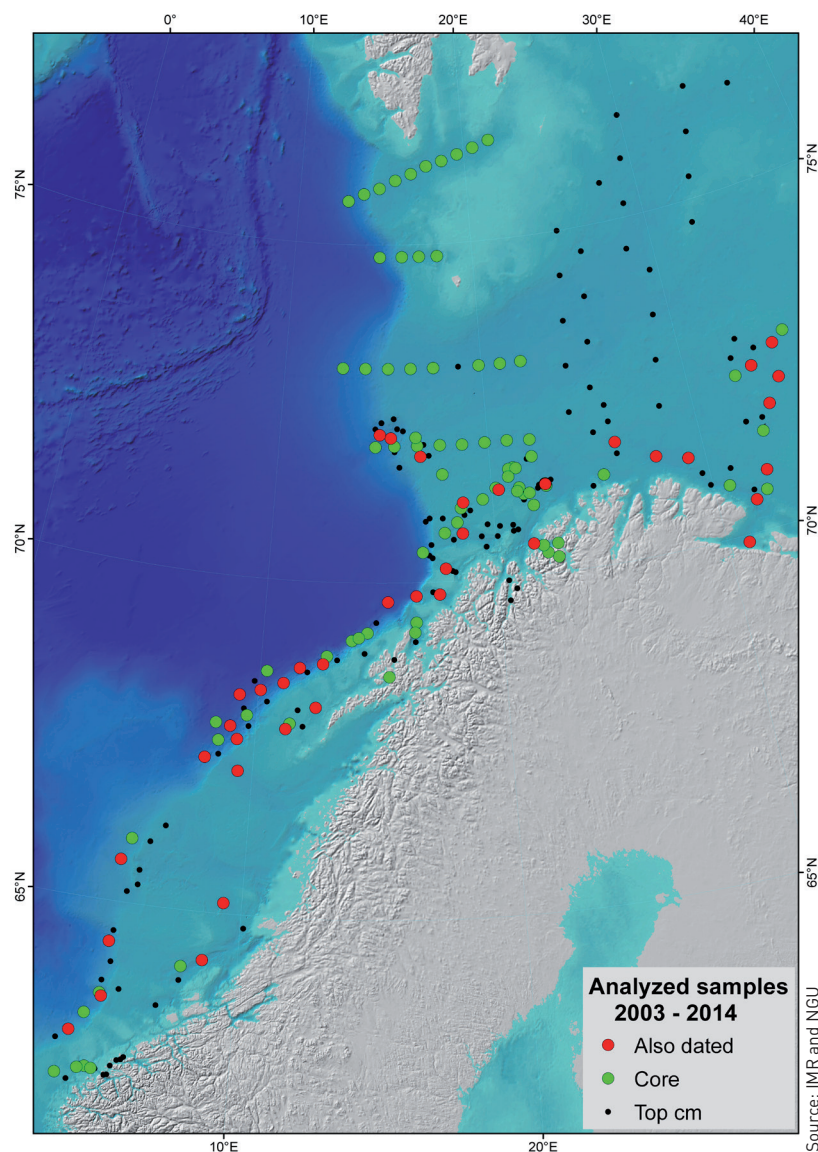 0° 10°E 20°E 30°E 40°E
75°N 75°N
70°N 70°N
65°N 65°N
Analyzed samples
2003 - 2014
Also dated
Core
Top cm
Source: IMR and NGU
10°E 20°E